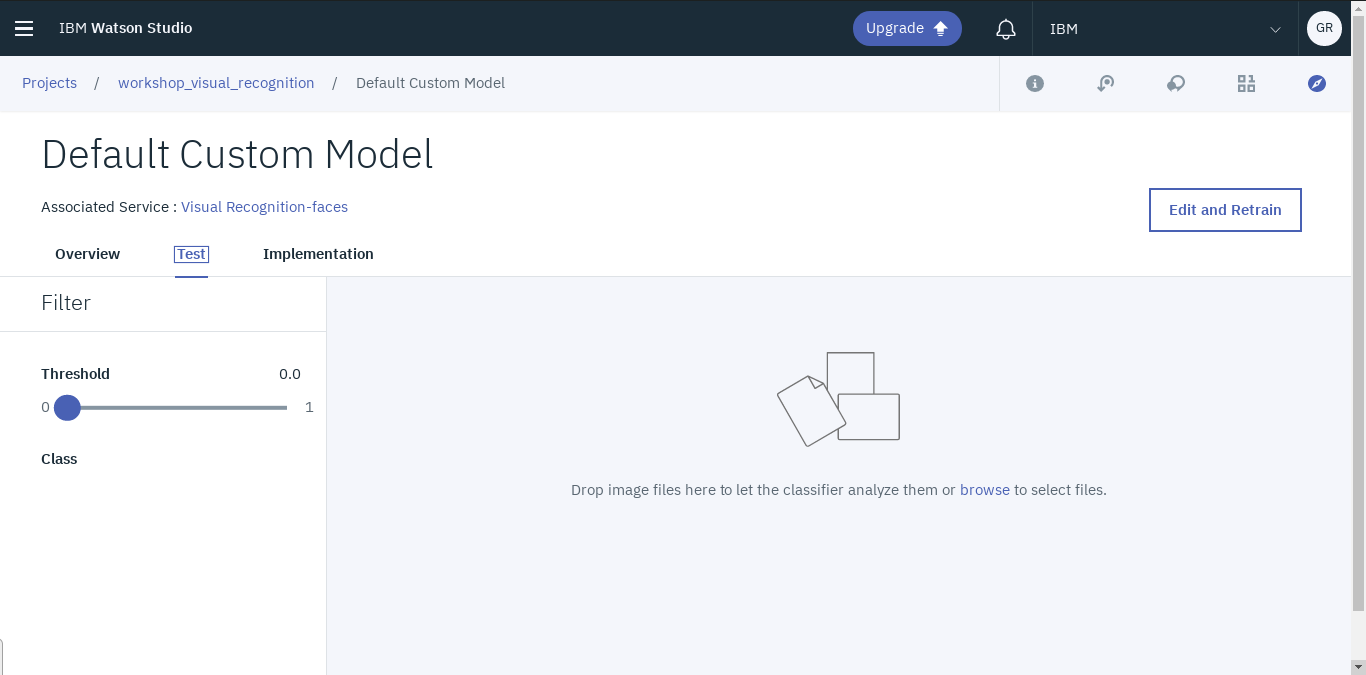 IBM Watson Studio
Upgrade
IBM
GR
Projects / workshop_visual_recognition / Default Custom Model
Default Custom Model
Associated Service : Visual Recognition-faces
Edit and Retrain
Overview
Test
Implementation
Filter
Threshold 0.0
0 1
Class
Drop image files here to let the classifier analyze them or browse to select files.